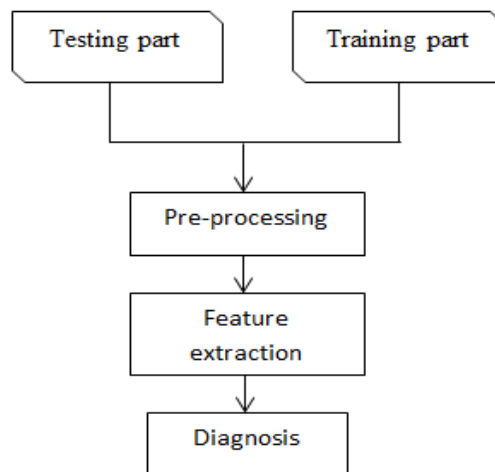 Testing part
Training part
Pre-processing
Feature
extraction
Diagnosis